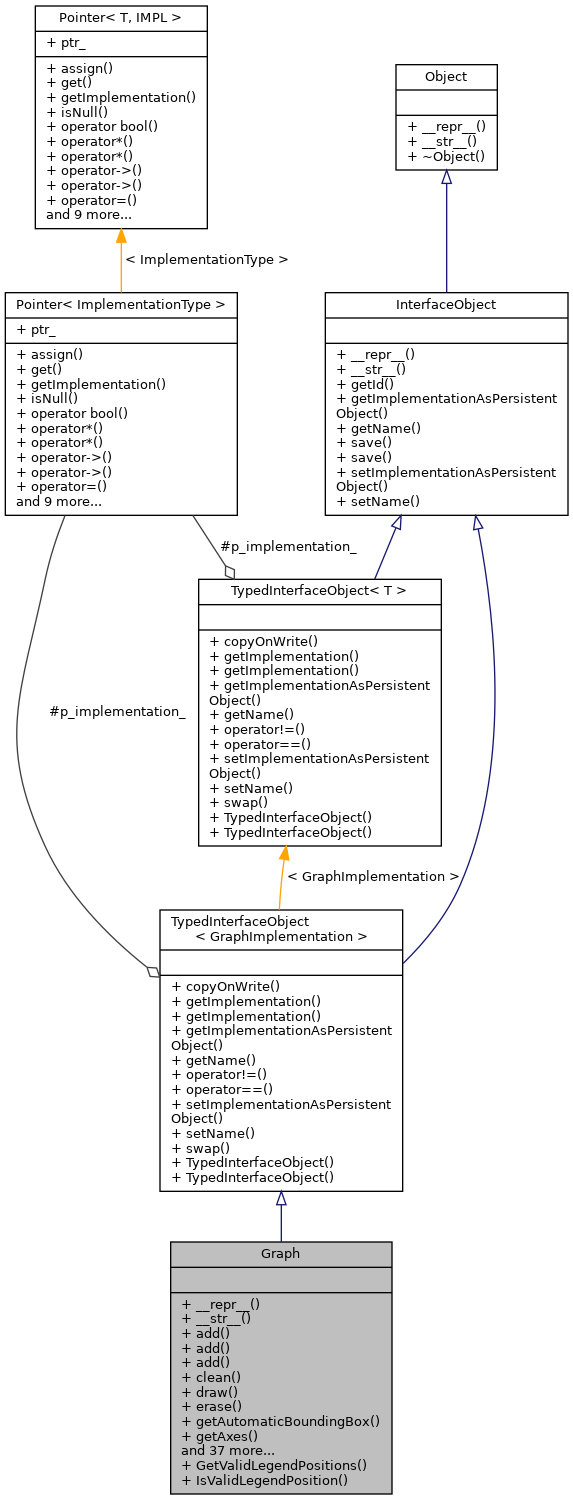 Pointer< T, IMPL >
+ ptr_
+ assign()
+ get()
+ getImplementation()
+ isNull()
+ operator bool()
+ operator*()
+ operator*()
+ operator->()
+ operator->()
+ operator=()
and 9 more...
Object
+ __repr__()
+ __str__()
+ ~Object()
< ImplementationType >
Pointer< ImplementationType >
+ ptr_
+ assign()
+ get()
+ getImplementation()
+ isNull()
+ operator bool()
+ operator*()
+ operator*()
+ operator->()
+ operator->()
+ operator=()
and 9 more...
InterfaceObject
+ __repr__()
+ __str__()
+ getId()
+ getImplementationAsPersistent
Object()
+ getName()
+ save()
+ save()
+ setImplementationAsPersistent
Object()
+ setName()
#p_implementation_
TypedInterfaceObject< T >
+ copyOnWrite()
+ getImplementation()
+ getImplementation()
+ getImplementationAsPersistent
Object()
+ getName()
+ operator!=()
+ operator==()
+ setImplementationAsPersistent
Object()
+ setName()
+ swap()
+ TypedInterfaceObject()
+ TypedInterfaceObject()
#p_implementation_
< GraphImplementation >
TypedInterfaceObject
< GraphImplementation >
+ copyOnWrite()
+ getImplementation()
+ getImplementation()
+ getImplementationAsPersistent
Object()
+ getName()
+ operator!=()
+ operator==()
+ setImplementationAsPersistent
Object()
+ setName()
+ swap()
+ TypedInterfaceObject()
+ TypedInterfaceObject()
Graph
+ __repr__()
+ __str__()
+ add()
+ add()
+ add()
+ clean()
+ draw()
+ erase()
+ getAutomaticBoundingBox()
+ getAxes()
and 37 more...
+ GetValidLegendPositions()
+ IsValidLegendPosition()